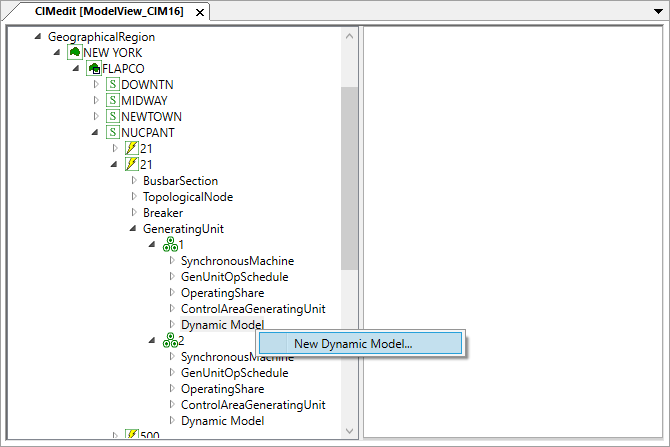 CIMedit [ModelView_CIM16]
GeographicalRegion
NEW YORK
FLAPCO
S DOWNTN
S MIDWAY
S NEWTOWN
S NUCPANT
21
21
BusbarSection
TopologicalNode
Breaker
GeneratingUnit
1
SynchronousMachine
GenUnitOpSchedule
OperatingShare
ControlAreaGeneratingUnit
Dynamic Model
New Dynamic Model...
2
SynchronousMachine
GenUnitOpSchedule
OperatingShare
ControlAreaGeneratingUnit
Dynamic Model
500